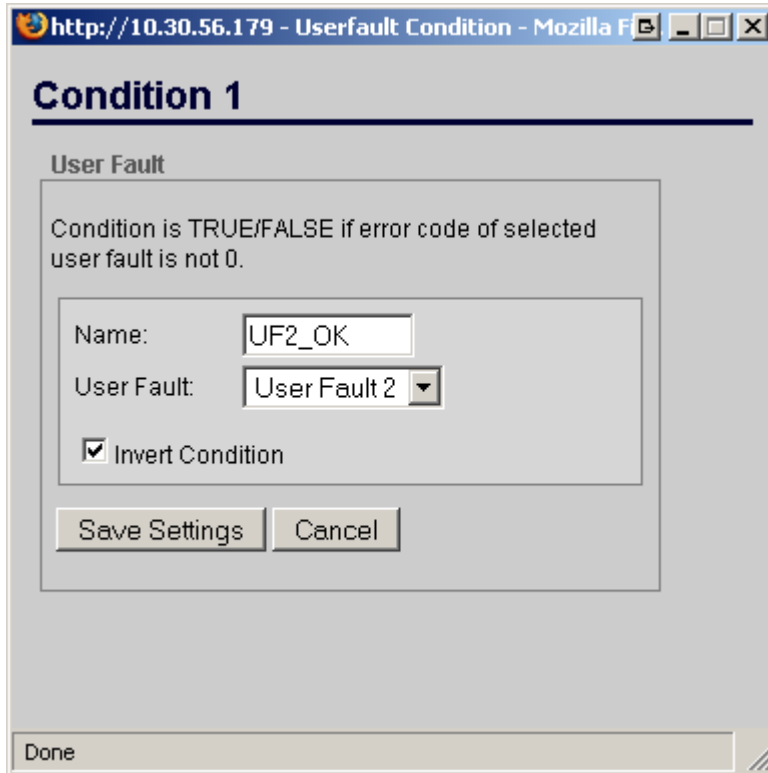 http://10.30.56.179 - Userfault Condition - Mozilla Fi
Condition 1
User Fault
Condition is TRUE/FALSE if error code of selected
user fault is not 0.
Name: UF2_OK
User Fault: User Fault 2
Invert Condition
Save Settings Cancel
Done